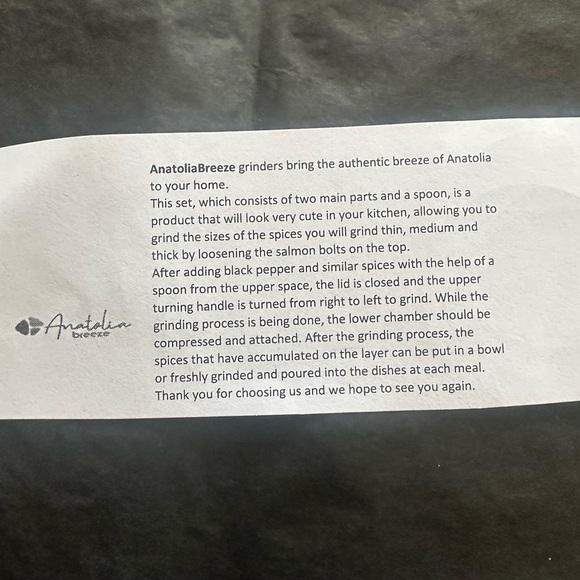 AnatoliaBreeze grinders bring the authentic breeze of Anatolia
to your home.
This set, which consists of two main parts and a spoon, is a
product that will look very cute in your kitchen, allowing you to
grind the sizes of the spices you will grind thin, medium and
thick by loosening the salmon bolts on the top.
After adding black pepper and similar spices with the help of a
spoon from the upper space, the lid is closed and the upper
turning handle is turned from right to left to grind. While the
grinding process is being done, the lower chamber should be
compressed and attached. After the grinding process, the
spices that have accumulated on the layer can be put in a bowl
or freshly grinded and poured into the dishes at each meal.
Thank you for choosing us and we hope to see you again.
Anatolia
breeze